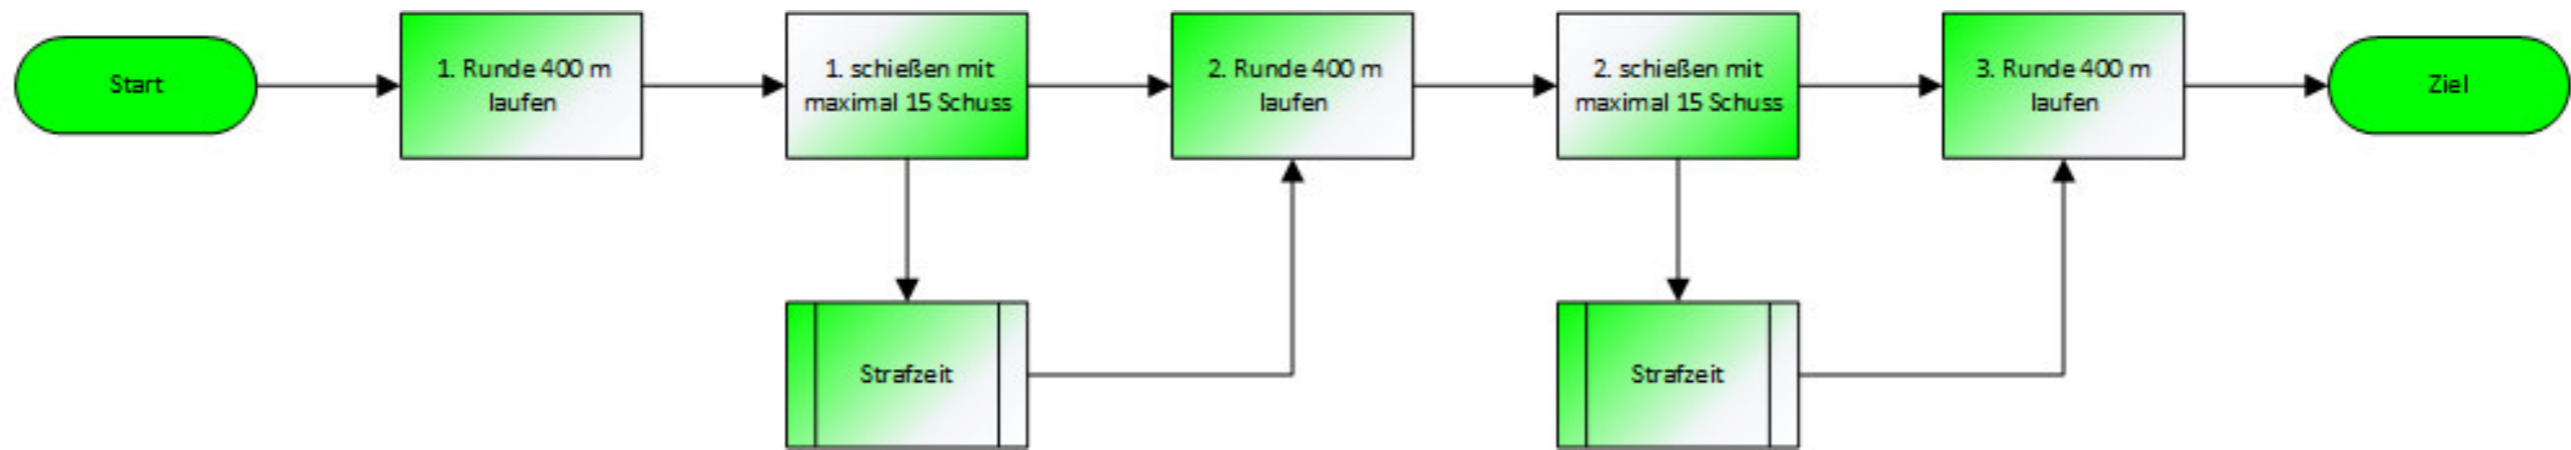 Start
1. Runde 400 m
laufen
1. schießen mit
maximal 15 Schuss
2. Runde 400 m
laufen
2. schießen mit
maximal 15 Schuss
3. Runde 400 m
laufen
Ziel
Strafzeit
Strafzeit